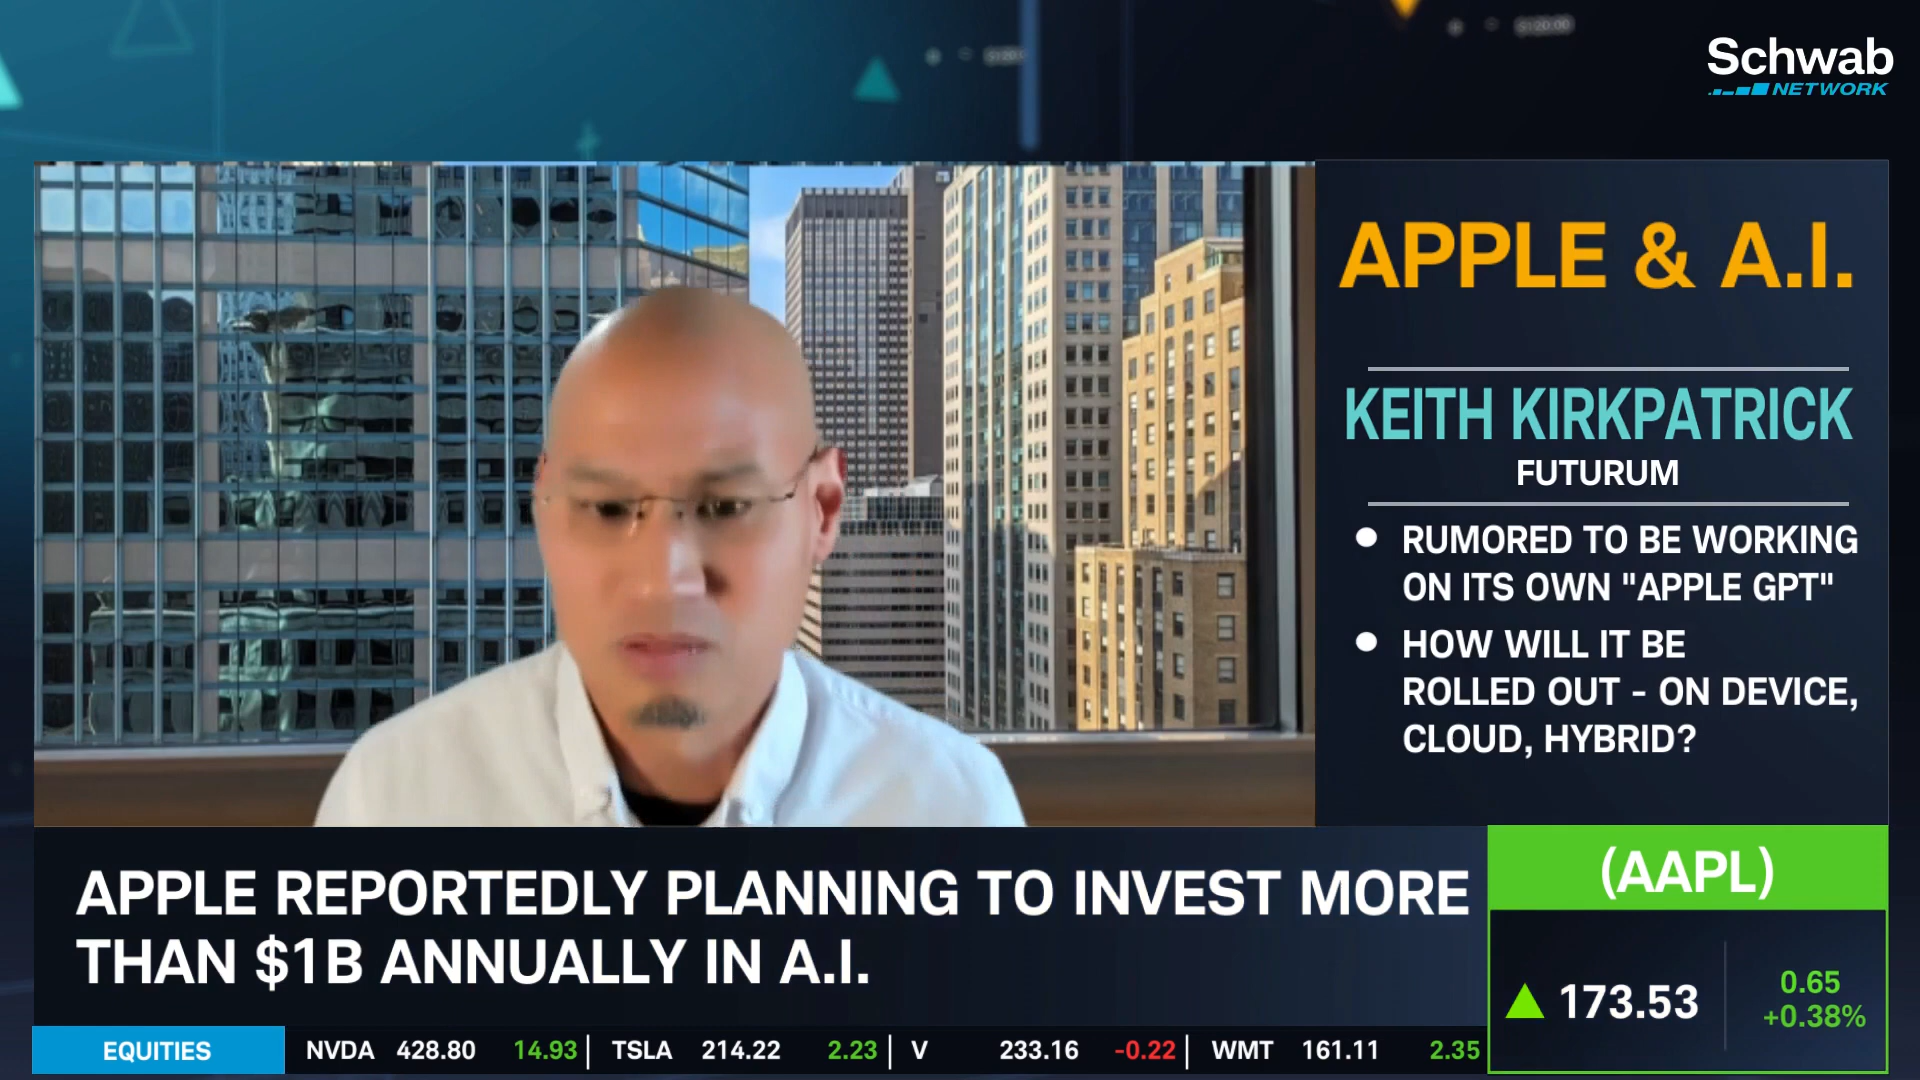 Schwab
NETWORK
APPLE & A.I.
KEITH KIRKPATRICK
FUTURUM
• RUMORED TO BE WORKING
ON ITS OWN "APPLE GPT"
• HOW WILL IT BE
ROLLED OUT - ON DEVICE,
CLOUD, HYBRID?
APPLE REPORTEDLY PLANNING TO INVEST MORE
THAN $1B ANNUALLY IN A.I.
(AAPL)
▲ 173.53
0.65
+0.38%
EQUITIES
NVDA 428.80 14.93 | TSLA 214.22 2.23 | V 233.16 -0.22 | WMT 161.11 2.35